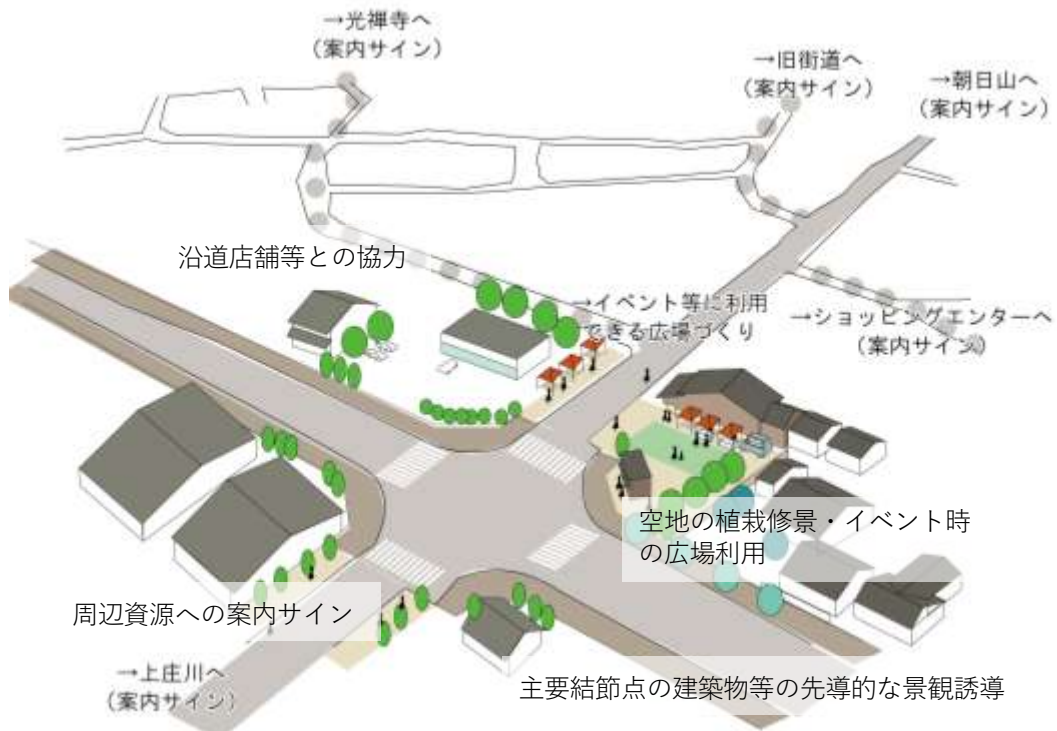 →光禅寺へ
（案内サイン）
→旧街道へ
（案内サイン）
→朝日山へ
（案内サイン）
沿道店舗等との協力
→イベント等に利用
できる広場づくり
→ショッピングエンターへ
（案内サイン）
空地の植栽修景・イベント時
の広場利用
周辺資源への案内サイン
→上庄川へ
（案内サイン）
主要結節点の建築物等の先導的な景観誘導